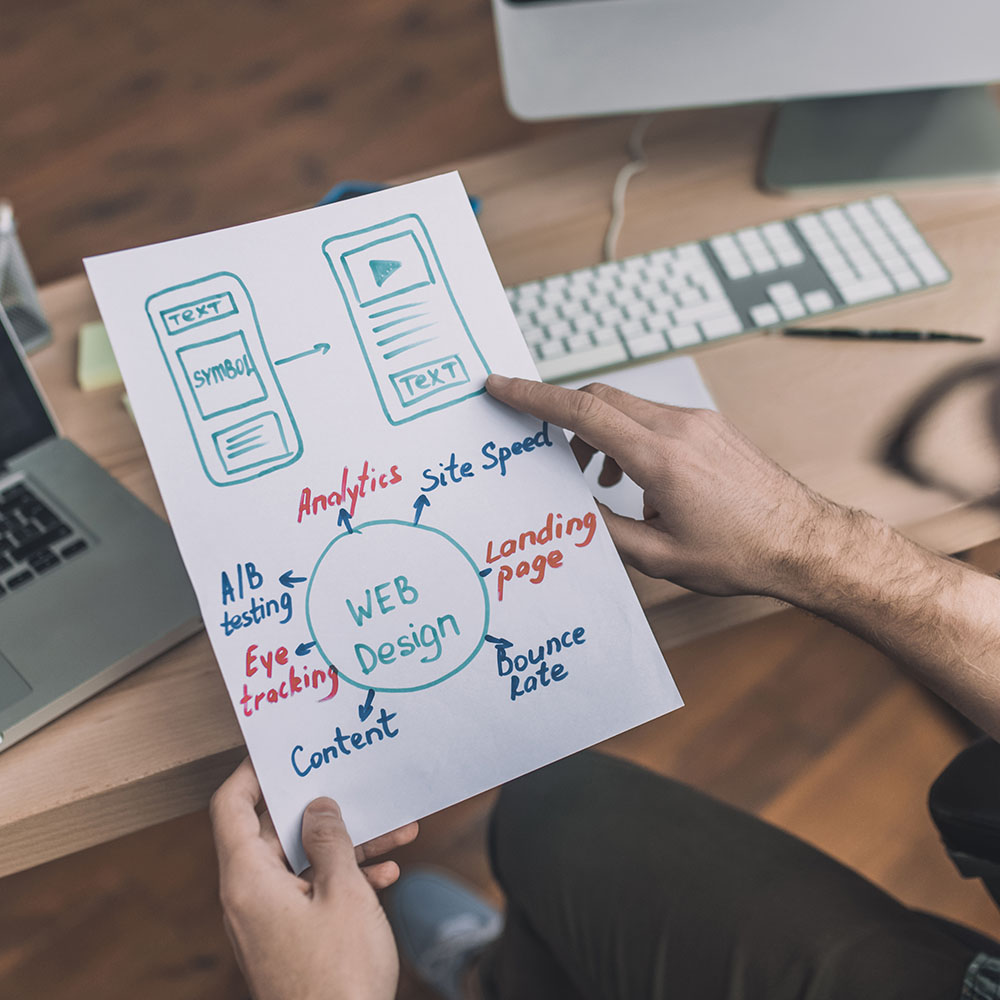 TEXT
SYMBOL
TEXT
Analytics
Site Speed
Landing
page
A/B
testing
WEB
Design
Eye
tracking
Bounce
Rate
Content